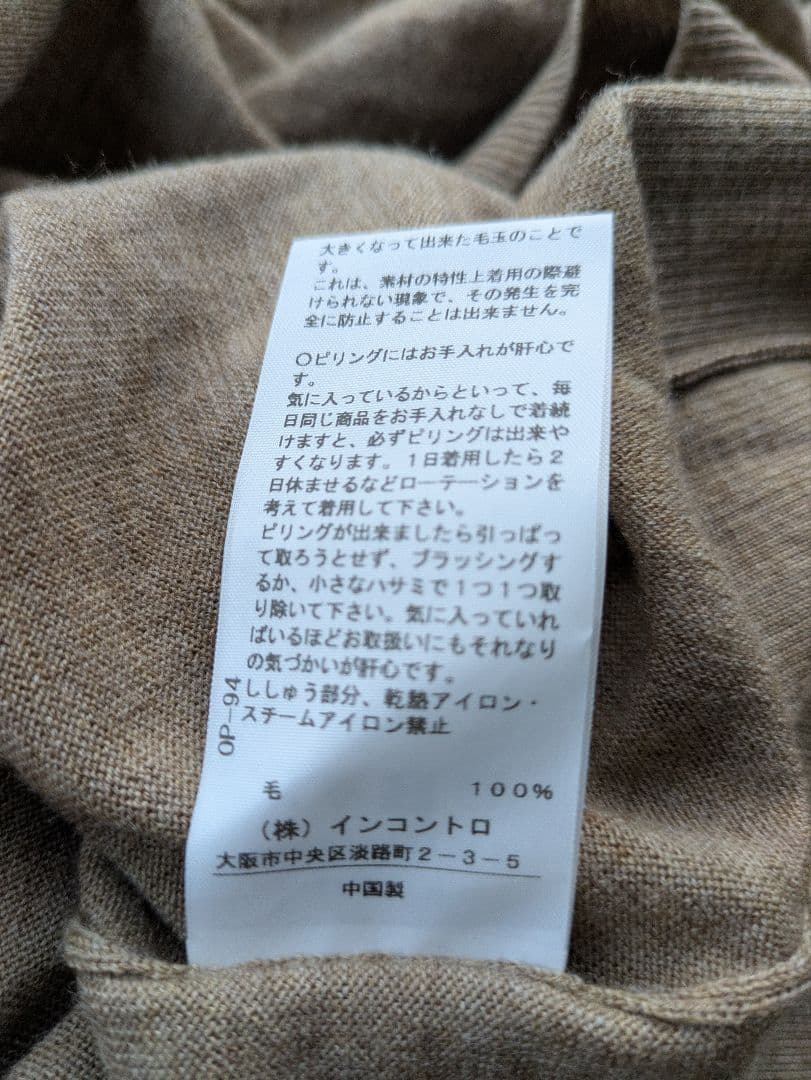 大きくなって出来た毛玉のことで
す。
これは、素材の特性上着用の際避
けられない現象で、その発生を完
全に防止することは出来ません。
〇ピリングにはお手入れが肝心で
す。
気に入っているからといって、毎
日同じ商品をお手入れなしで着続
けますと、必ずピリングは出来や
すくなります。1日着用したら2
日休ませるなどローテーションを
考えて着用して下さい。
ピリングが出来ましたら引っぱっ
て取ろうとせず、ブラッシングす
るか、小さなハサミで1つ1つ取
り除いて下さい。気に入っていれ
ばいるほどお取扱いにもそれなり
の気づかいが肝心です。
ししゅう部分、乾熱アイロン・
スチームアイロン禁止
OP-94
毛 100%
(株)インコントロ
大阪市中央区淡路町2-3-5
中国製